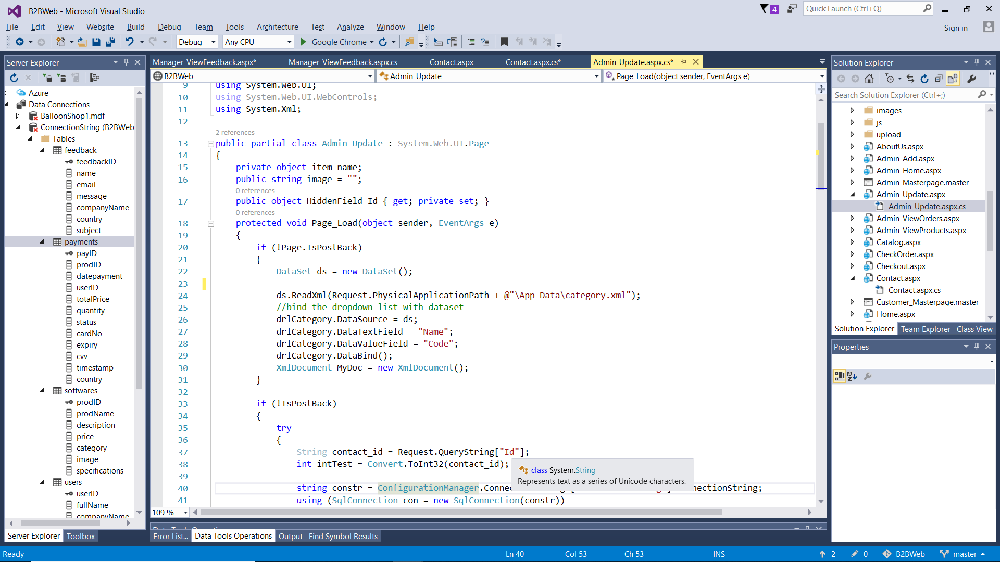 B2BWeb - Microsoft Visual Studio
4
Quick Launch (Ctrl+Q)
File Edit View Website Build Debug Team Tools Architecture Test Analyze Window Help
Sign in
Debug Any CPU Google Chrome
Server Explorer
Azure
Data Connections
BalloonShop1.mdf
ConnectionString (B2BWeb
Tables
feedback
feedbackID
name
email
message
companyName
country
subject
payments
payID
prodID
datepayment
userID
totalPrice
quantity
status
cardNo
expiry
cvv
timestamp
country
softwares
prodID
prodName
description
price
category
image
specifications
users
userID
fullName
companyName
Server Explorer Toolbox
Manager_ViewFeedback.aspx* Manager_ViewFeedback.aspx.cs Contact.aspx Contact.aspx.cs* Admin_Update.aspx.cs*
B2BWeb Admin_Update Page_Load(object sender, EventArgs e)
9 using System.Web.UI;
10 using System.Web.UI.WebControls;
11 using System.Xml;
12
2 references
13 public partial class Admin_Update : System.Web.UI.Page
14 {
15 private object item_name;
16 public string image = "";
0 references
17 public object HiddenField_Id { get; private set; }
0 references
18 protected void Page_Load(object sender, EventArgs e)
19 {
20 if (!Page.IsPostBack)
21 {
22 DataSet ds = new DataSet();
23
24 ds.ReadXml(Request.PhysicalApplicationPath + @"\App_Data\category.xml");
25 //bind the dropdown list with dataset
26 drlCategory.DataSource = ds;
27 drlCategory.DataTextField = "Name";
28 drlCategory.DataValueField = "Code";
29 drlCategory.DataBind();
30 XmlDocument MyDoc = new XmlDocument();
31 }
32
33 if (!IsPostBack)
34 {
35 try
36 {
37 String contact_id = Request.QueryString["Id"];
38 int intTest = Convert.ToInt32(contact_id);
39
class System.String
Represents text as a series of Unicode characters.
40 string constr = ConfigurationManager.Conne nnectionString;
41 using (SqlConnection con = new SqlConnection(constr))
109 %
Data Tools Operations
Error List... Data Tools Operations Output Find Symbol Results
Solution Explorer
Search Solution Explorer (Ctrl+;)
images
js
upload
AboutUs.aspx
Admin_Add.aspx
Admin_Home.aspx
Admin_Masterpage.master
Admin_Update.aspx
Admin_Update.aspx.cs
Admin_ViewOrders.aspx
Admin_ViewProducts.aspx
Catalog.aspx
CheckOrder.aspx
Checkout.aspx
Contact.aspx
Contact.aspx.cs
Customer_Masterpage.master
Home.aspx
Solution Explorer Team Explorer Class View
Properties
Ready Ln 40 Col 53 Ch 53 INS 2 0 B2BWeb master